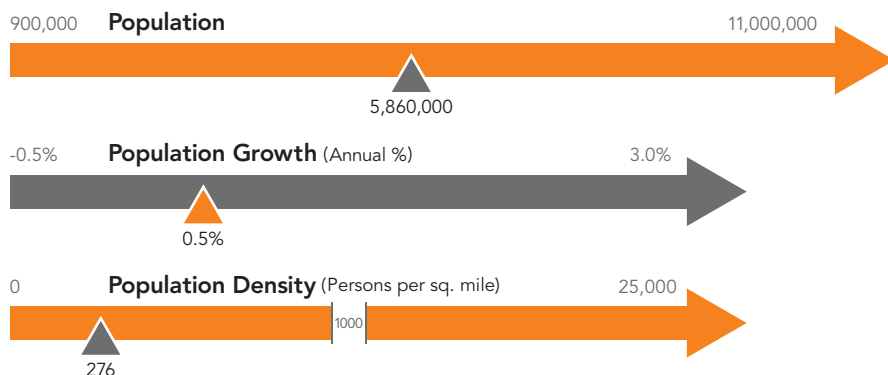 900,000 Population 11,000,000
5,860,000
-0.5% Population Growth (Annual %) 3.0%
0.5%
0 Population Density (Persons per sq. mile) 25,000
1000
276